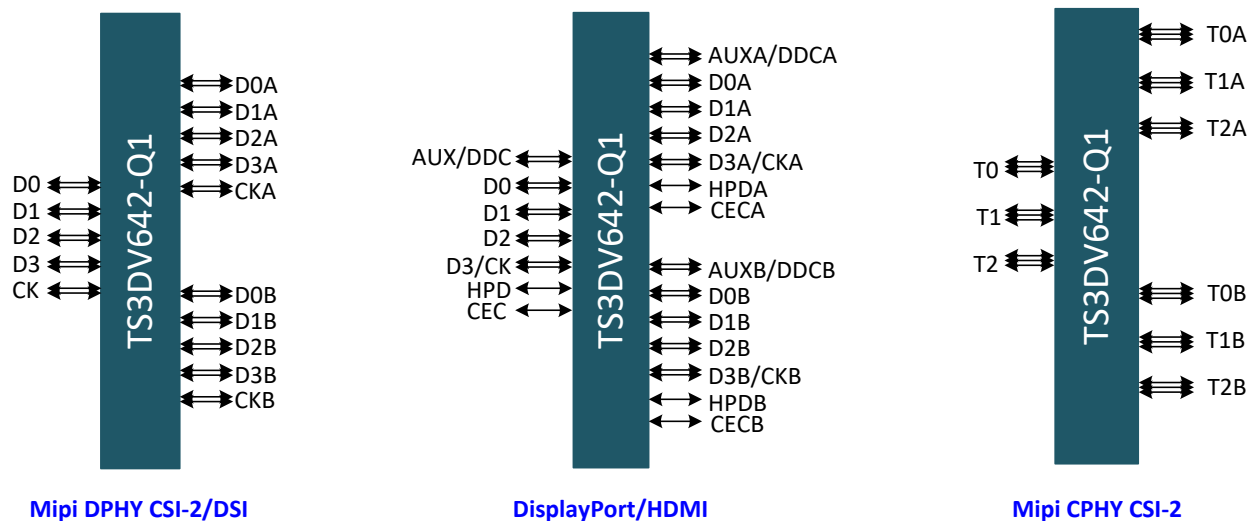 TS3DV642-Q1
D0
D1
D2
D3
CK
D0A
D1A
D2A
D3A
CKA
D0B
D1B
D2B
D3B
CKB
Mipi DPHY CSI-2/DSI
TS3DV642-Q1
AUX/DDC
D0
D1
D2
D3/CK
HPD
CEC
AUXA/DDCA
D0A
D1A
D2A
D3A/CKA
HPDA
CECA
AUXB/DDCB
D0B
D1B
D2B
D3B/CKB
HPDB
CECB
DisplayPort/HDMI
TS3DV642-Q1
T0
T1
T2
T0A
T1A
T2A
T0B
T1B
T2B
Mipi CPHY CSI-2